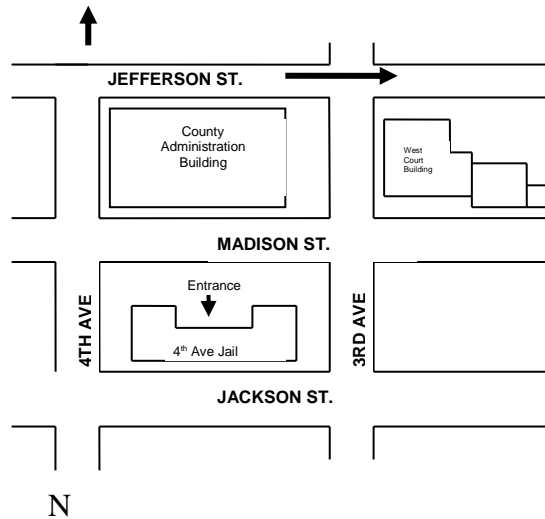 JEFFERSON ST.
County
Administration
Building
West
Court
Building
MADISON ST.
Entrance
4TH AVE
3RD AVE
4th Ave Jail
JACKSON ST.
N